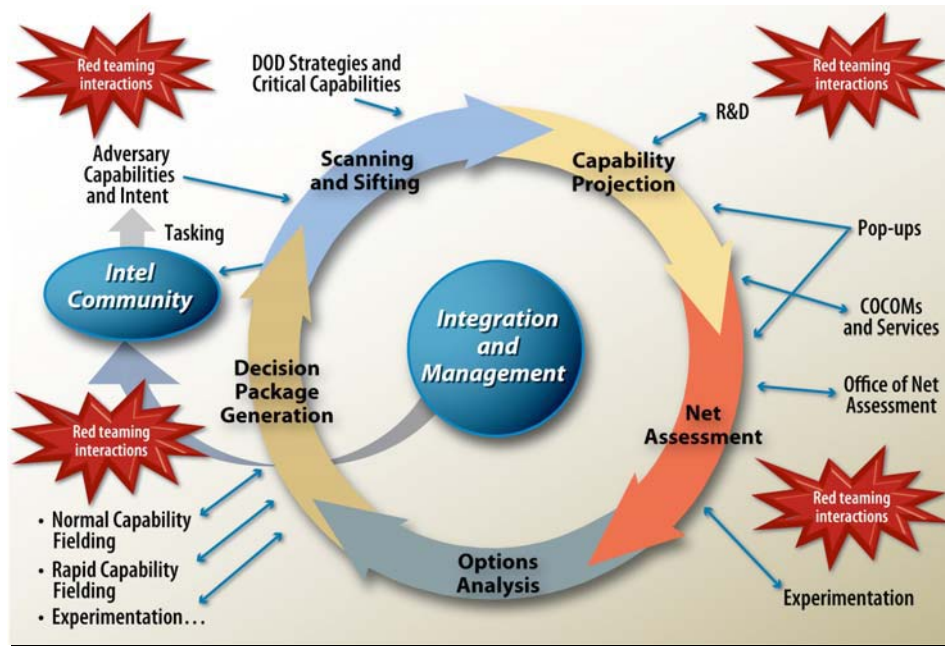 Red teaming
interactions
DOD Strategies and
Critical Capabilities
Red teaming
interactions
R&D
Scanning
and Sifting
Capability
Projection
Adversary
Capabilities
and Intent
Tasking
Pop-ups
Intel
Community
COCOMs
and Services
Integration
and
Management
Decision
Package
Generation
Office of Net
Assessment
Net
Assessment
Red teaming
interactions
Red teaming
interactions
• Normal Capability
Fielding
• Rapid Capability
Fielding
• Experimentation...
Options
Analysis
Experimentation